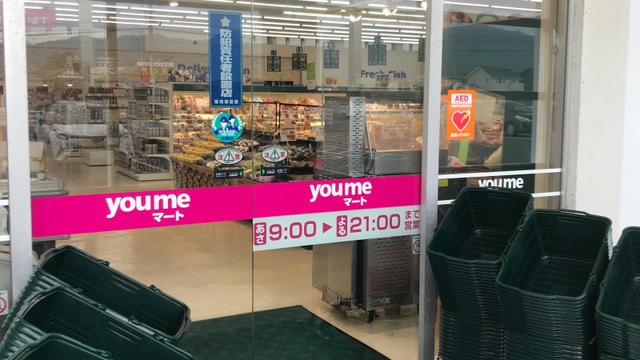 ★
防犯責任者設置店
Delica
Fresh Fish
AED
youme
マート
youme
マート
youme
あさ9:00▶よる21:00まで営業